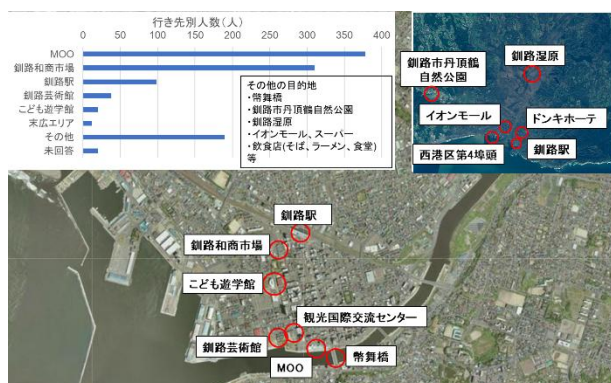 行き先別人数(人)
0 50 100 150 200 250 300 350 400
MOO
釧路和商市場
釧路駅
釧路芸術館
こども遊学館
末広エリア
その他
未回答
その他の目的地
・幣舞橋
・釧路市丹頂鶴自然公園
・釧路湿原
・イオンモール、スーパー
・飲食店(そば、ラーメン、食堂)
等
釧路市丹頂鶴
自然公園
釧路湿原
イオンモール
ドンキホーテ
西港区第4埠頭
釧路駅
釧路駅
釧路和商市場
こども遊学館
観光国際交流センター
釧路芸術館
MOO
幣舞橋